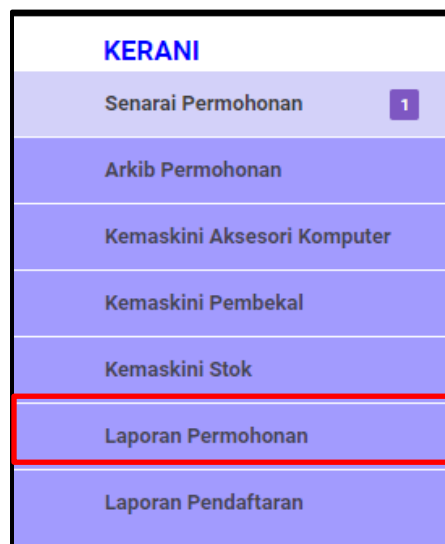 KERANI
Senarai Permohonan 1
Arkib Permohonan
Kemaskini Aksesori Komputer
Kemaskini Pembekal
Kemaskini Stok
Laporan Permohonan
Laporan Pendaftaran